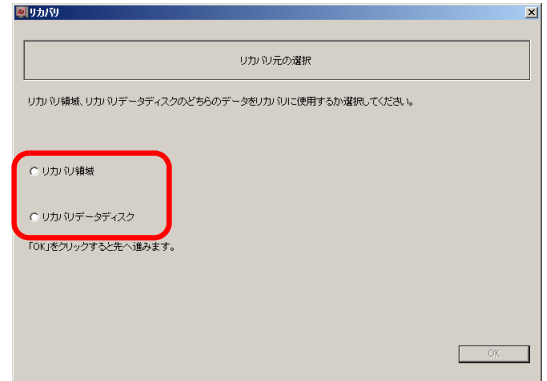 リカバリ
リカバリ元の選択
リカバリ領域、リカバリデータディスクのどちらのデータをリカバリに使用するか選択してください。
リカバリ領域
リカバリデータディスク
「OK」をクリックすると先へ進みます。
OK